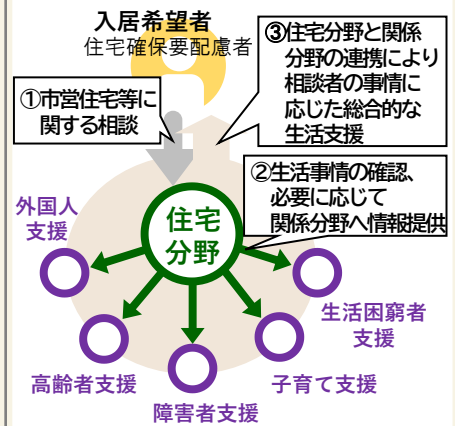 入居希望者
住宅確保要配慮者
①市営住宅等に
関する相談
③住宅分野と関係
分野の連携により
相談者の事情に
応じた総合的な
生活支援
②生活事情の確認、
必要に応じて
関係分野へ情報提供
住宅
分野
外国人
支援
高齢者支援
障害者支援
子育て支援
生活困窮者
支援